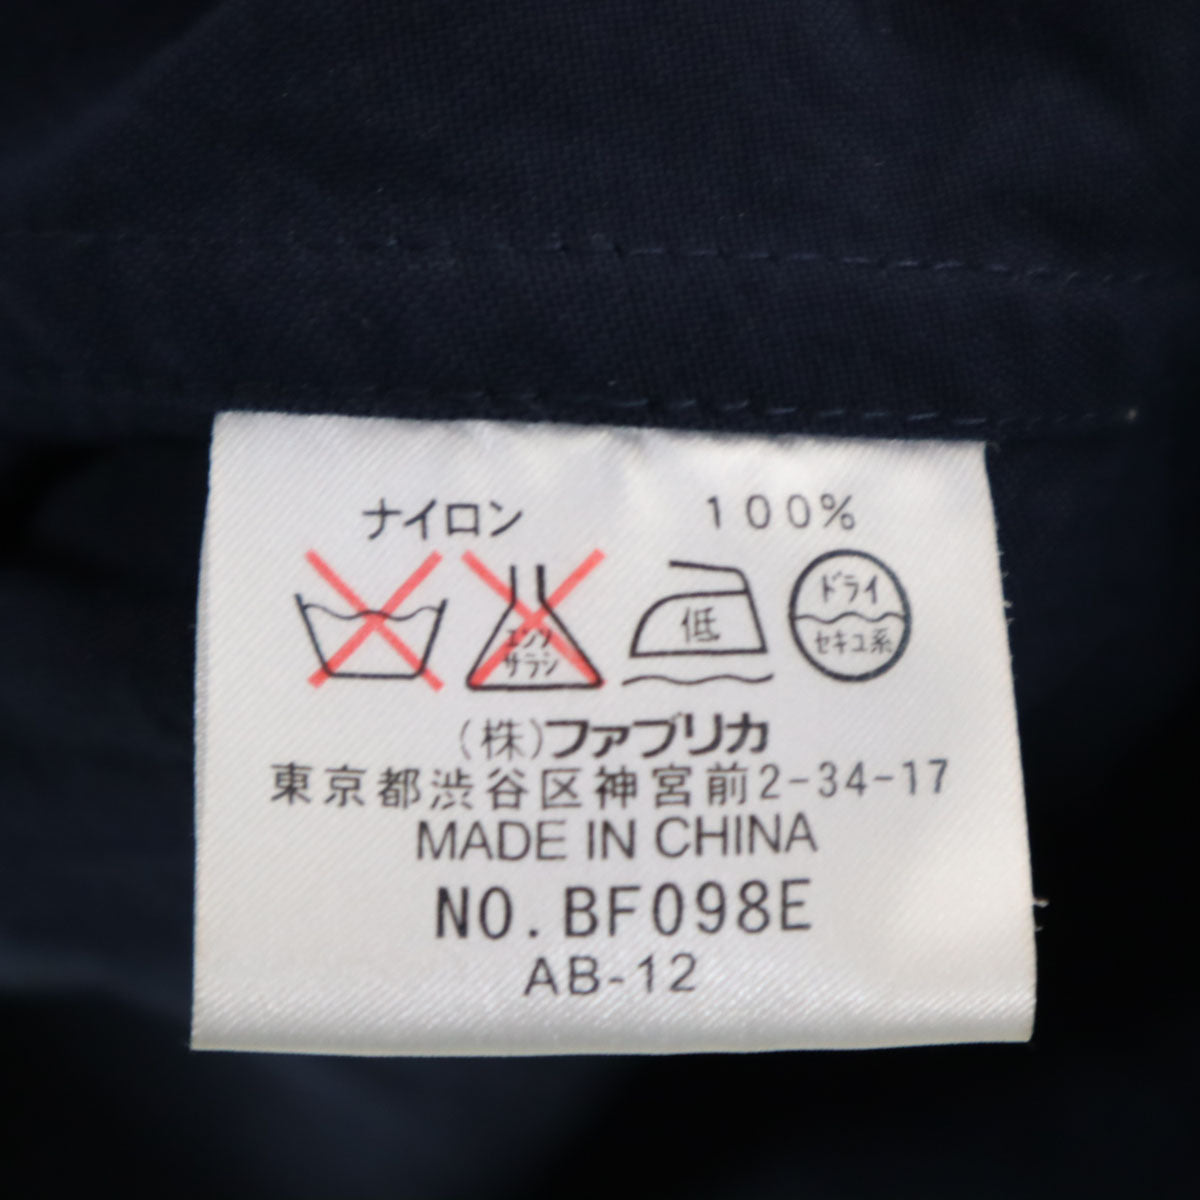 ナイロン 100%
エンソサラシ 低 ドライ セキユ系
(株)ファブリカ
東京都渋谷区神宮前2-34-17
MADE IN CHINA
NO.BF098E
AB-12